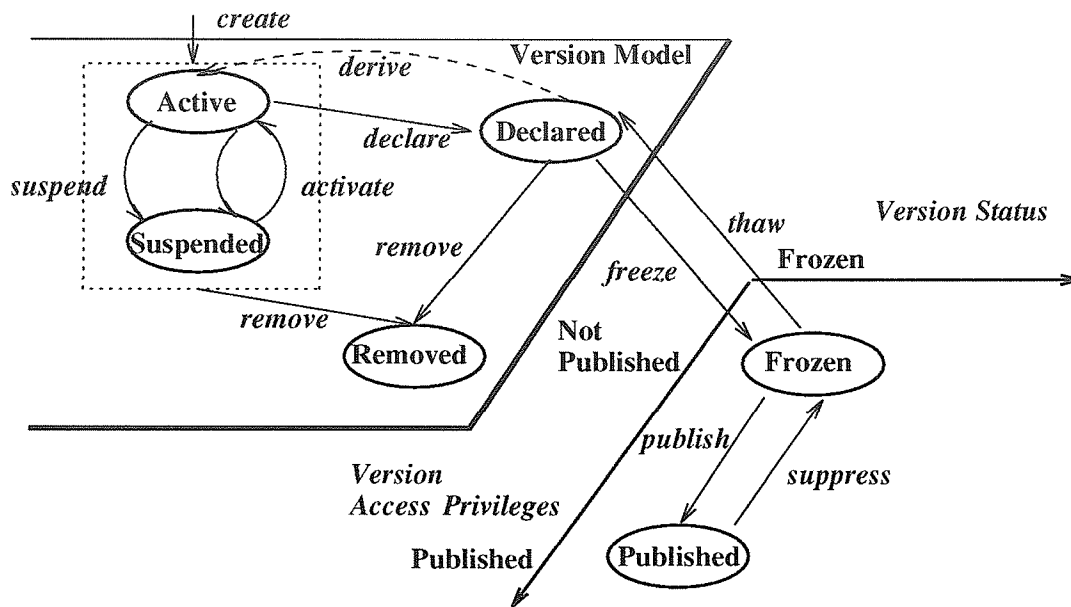 create
Version Model
derive
Active
declare
Declared
suspend
activate
Suspended
remove
thaw
Version Status
Frozen
freeze
remove
Removed
Not
Published
Frozen
publish
suppress
Version
Access Privileges
Published
Published